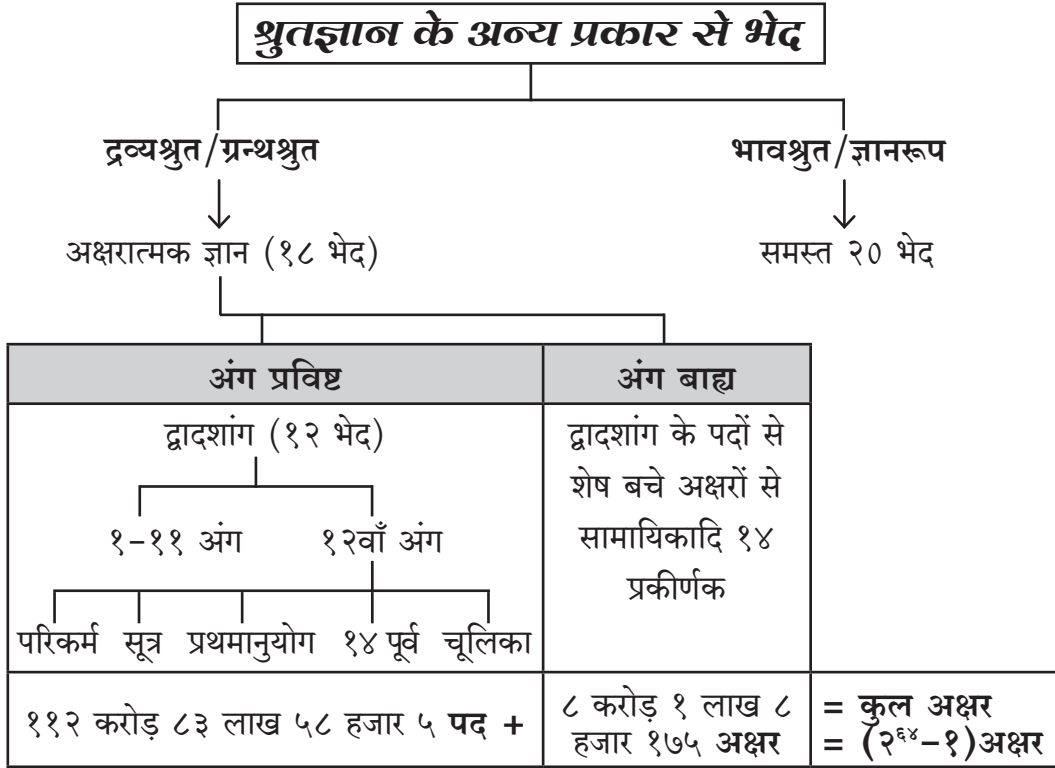 श्रुतज्ञान के अन्य प्रकार से भेद
द्रव्यश्रुत/ग्रन्थश्रुत
भावश्रुत/ज्ञानरूप
अक्षरात्मक ज्ञान (१८ भेद)
समस्त २० भेद
अंग प्रविष्ट
अंग बाह्य
द्वादशांग (१२ भेद)
१-११ अंग
१२वाँ अंग
परिकर्म सूत्र प्रथमानुयोग १४ पूर्व चूलिका
द्वादशांग के पदों से
शेष बचे अक्षरों से
सामायिकादि १४
प्रकीर्णक
११२ करोड़ ८३ लाख ५८ हजार ५ पद +
८ करोड़ १ लाख ८
हजार १७५ अक्षर
= कुल अक्षर
= (२^६४-१)अक्षर